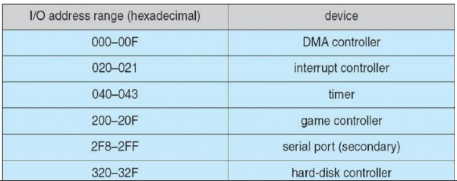 I/O address range (hexadecimal) device
000–00F DMA controller
020–021 interrupt controller
040–043 timer
200–20F game controller
2F8–2FF serial port (secondary)
320–32F hard-disk controller